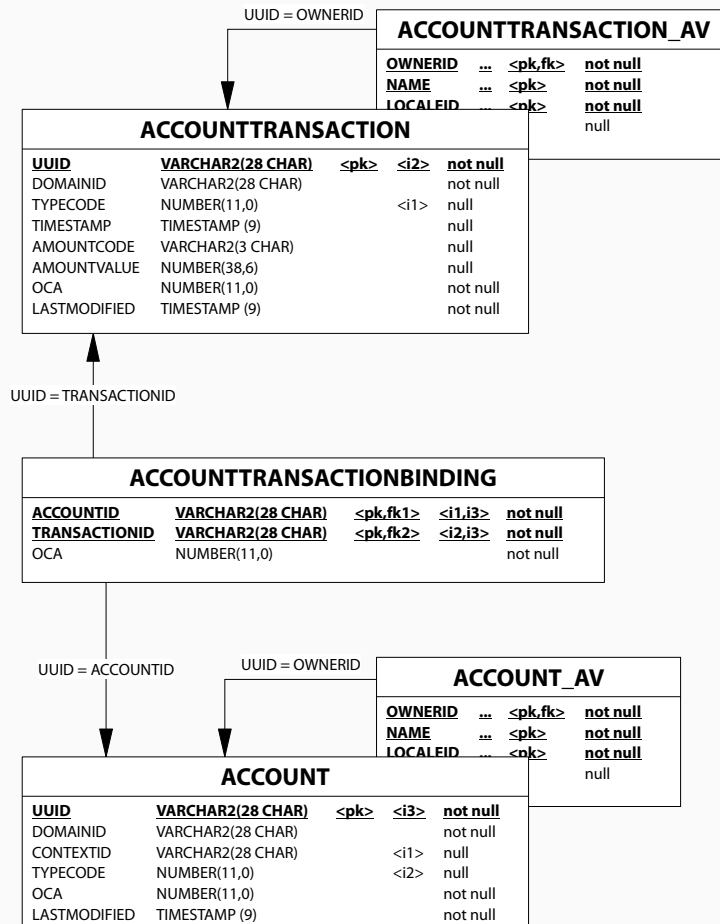 UUID = OWNERID
ACCOUNTTRANSACTION_AV
OWNERID ... <pk,fk> not null
NAME ... <pk> not null
LOCALEID ... <pk> not null
null
ACCOUNTTRANSACTION
UUID VARCHAR2(28 CHAR) <pk> <i2> not null
DOMAINID VARCHAR2(28 CHAR) not null
TYPECODE NUMBER(11,0) <i1> null
TIMESTAMP TIMESTAMP (9) null
AMOUNTCODE VARCHAR2(3 CHAR) null
AMOUNTVALUE NUMBER(38,6) null
OCA NUMBER(11,0) not null
LASTMODIFIED TIMESTAMP (9) not null
UUID = TRANSACTIONID
ACCOUNTTRANSACTIONBINDING
ACCOUNTID VARCHAR2(28 CHAR) <pk,fk1> <i1,i3> not null
TRANSACTIONID VARCHAR2(28 CHAR) <pk,fk2> <i2,i3> not null
OCA NUMBER(11,0) not null
UUID = ACCOUNTID
UUID = OWNERID
ACCOUNT_AV
OWNERID ... <pk,fk> not null
NAME ... <pk> not null
LOCALEID ... <pk> not null
null
ACCOUNT
UUID VARCHAR2(28 CHAR) <pk> <i3> not null
DOMAINID VARCHAR2(28 CHAR) not null
CONTEXTID VARCHAR2(28 CHAR) <i1> null
TYPECODE NUMBER(11,0) <i2> null
OCA NUMBER(11,0) not null
LASTMODIFIED TIMESTAMP (9) not null